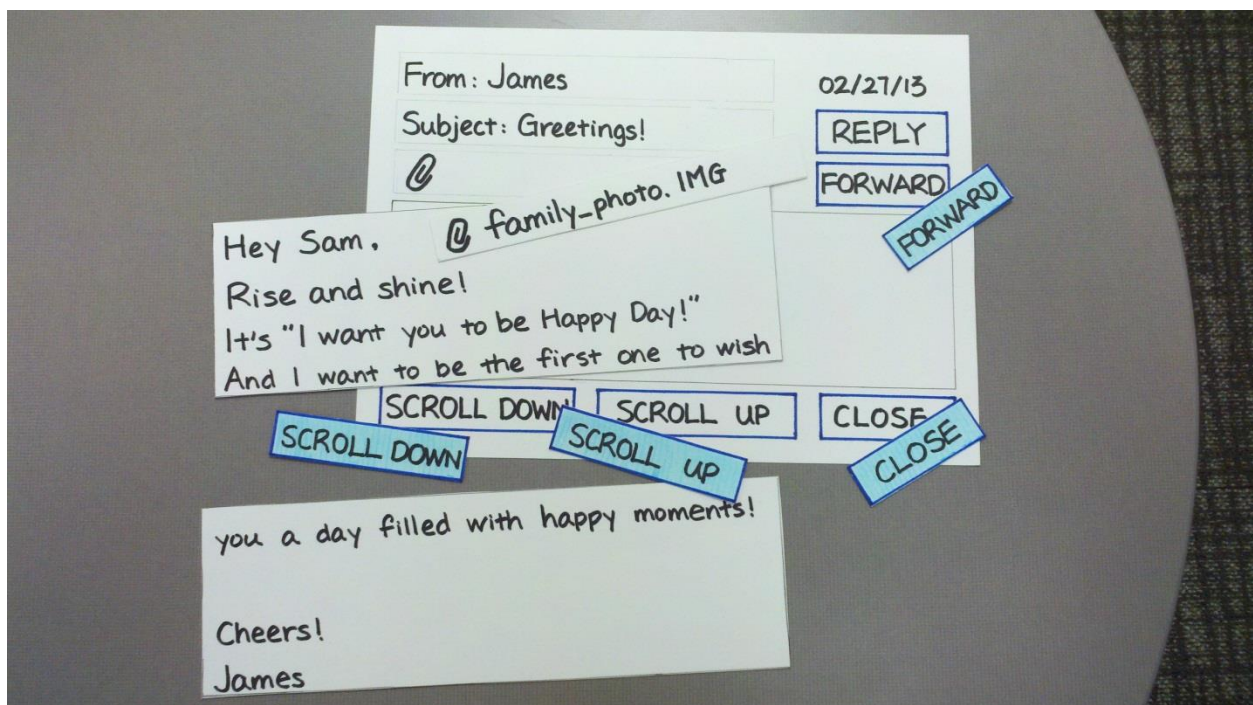 From: James
02/27/13
Subject: Greetings!
REPLY
FORWARD
FORWARD
family_photo.IMG
Hey Sam,
Rise and shine!
It's "I want you to be Happy Day!"
And I want to be the first one to wish
SCROLL DOWN
SCROLL UP
CLOSE
SCROLL DOWN
SCROLL UP
CLOSE
you a day filled with happy moments!
Cheers!
James